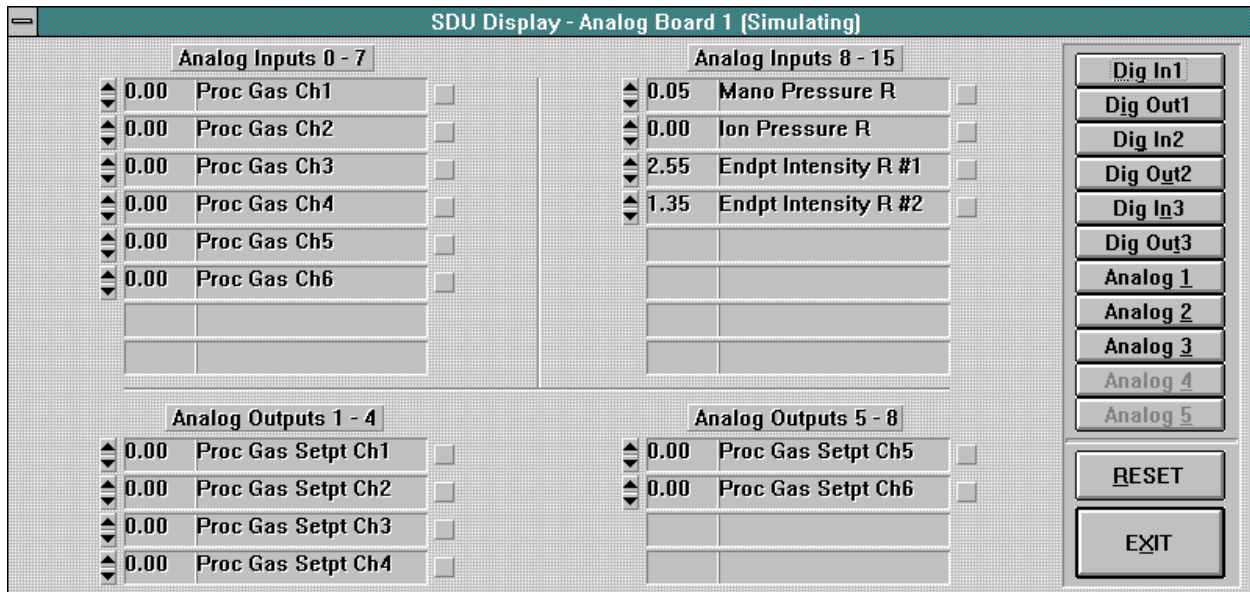 SDU Display - Analog Board 1 (Simulating)
Analog Inputs 0 - 7
0.00 Proc Gas Ch1
0.00 Proc Gas Ch2
0.00 Proc Gas Ch3
0.00 Proc Gas Ch4
0.00 Proc Gas Ch5
0.00 Proc Gas Ch6
Analog Inputs 8 - 15
0.05 Mano Pressure R
0.00 Ion Pressure R
2.55 Endpt Intensity R #1
1.35 Endpt Intensity R #2
Analog Outputs 1 - 4
0.00 Proc Gas Setpt Ch1
0.00 Proc Gas Setpt Ch2
0.00 Proc Gas Setpt Ch3
0.00 Proc Gas Setpt Ch4
Analog Outputs 5 - 8
0.00 Proc Gas Setpt Ch5
0.00 Proc Gas Setpt Ch6
Dig In1
Dig Out1
Dig In2
Dig Out2
Dig In3
Dig Out3
Analog 1
Analog 2
Analog 3
Analog 4
Analog 5
RESET
EXIT